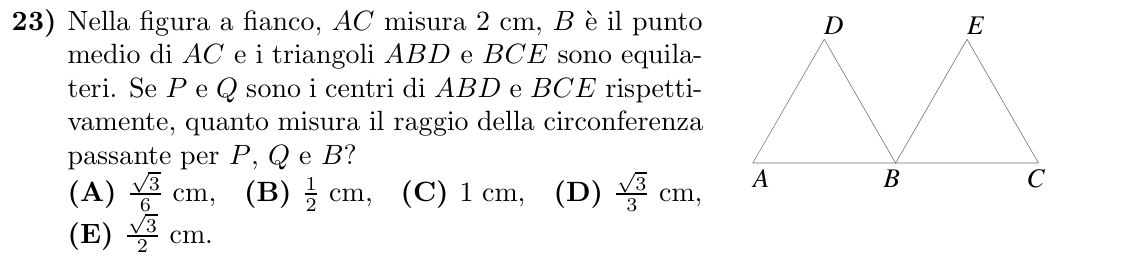 23) Nella figura a fianco, AC misura 2 cm, B è il punto
medio di AC e i triangoli ABD e BCE sono equila-
teri. Se P e Q sono i centri di ABD e BCE rispetti-
vamente, quanto misura il raggio della circonferenza
passante per P, Q e B?
(A) √3/6 cm, (B) 1/2 cm, (C) 1 cm, (D) √3/3 cm,
(E) √3/2 cm.
D E
A B C